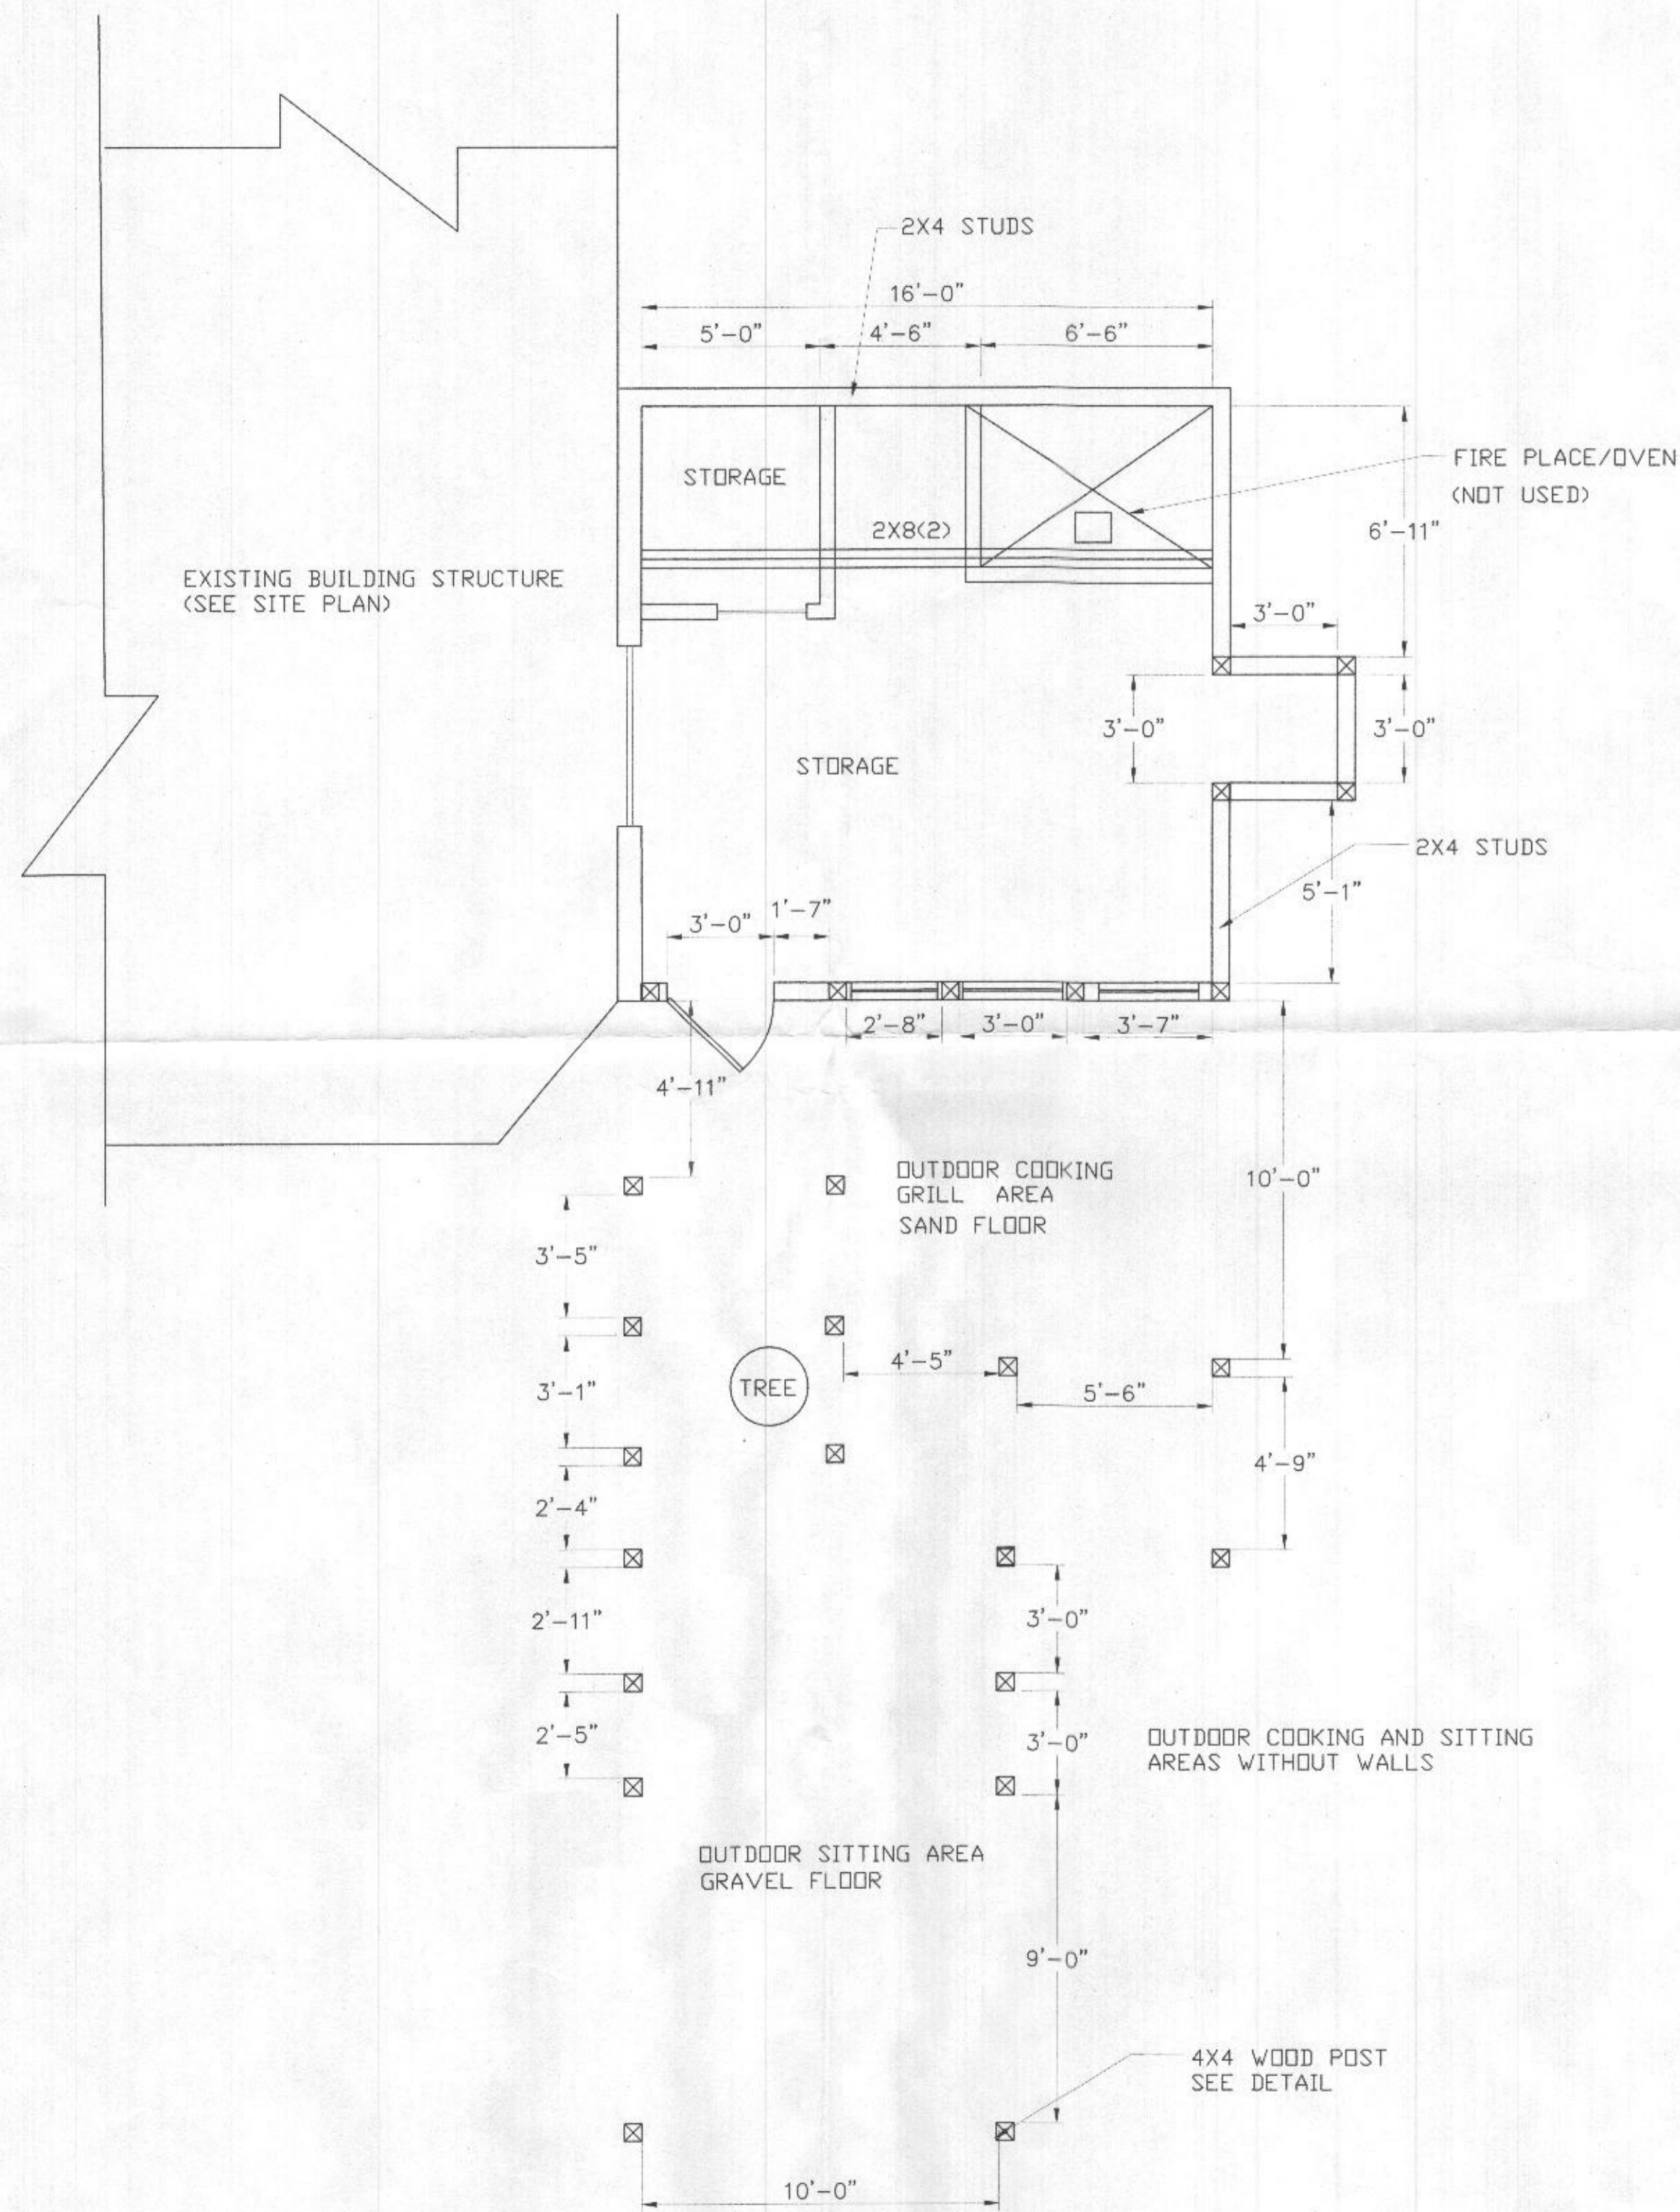 2X4 STUDS
16'-0"
5'-0"
4'-6"
6'-6"
FIRE PLACE/OVEN
(NOT USED)
STORAGE
2X8(2)
6'-11"
EXISTING BUILDING STRUCTURE
(SEE SITE PLAN)
3'-0"
3'-0"
3'-0"
STORAGE
2X4 STUDS
5'-1"
3'-0"
1'-7"
2'-8"
3'-0"
3'-7"
4'-11"
OUTDOOR COOKING
GRILL AREA
SAND FLOOR
10'-0"
3'-5"
4'-5"
3'-1"
TREE
5'-6"
4'-9"
2'-4"
2'-11"
3'-0"
2'-5"
3'-0"
OUTDOOR COOKING AND SITTING
AREAS WITHOUT WALLS
OUTDOOR SITTING AREA
GRAVEL FLOOR
9'-0"
4X4 WOOD POST
SEE DETAIL
10'-0"